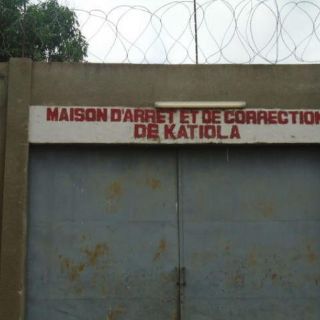 MAISON D'ARRET ET DE CORRECTION
DE KATIOLA